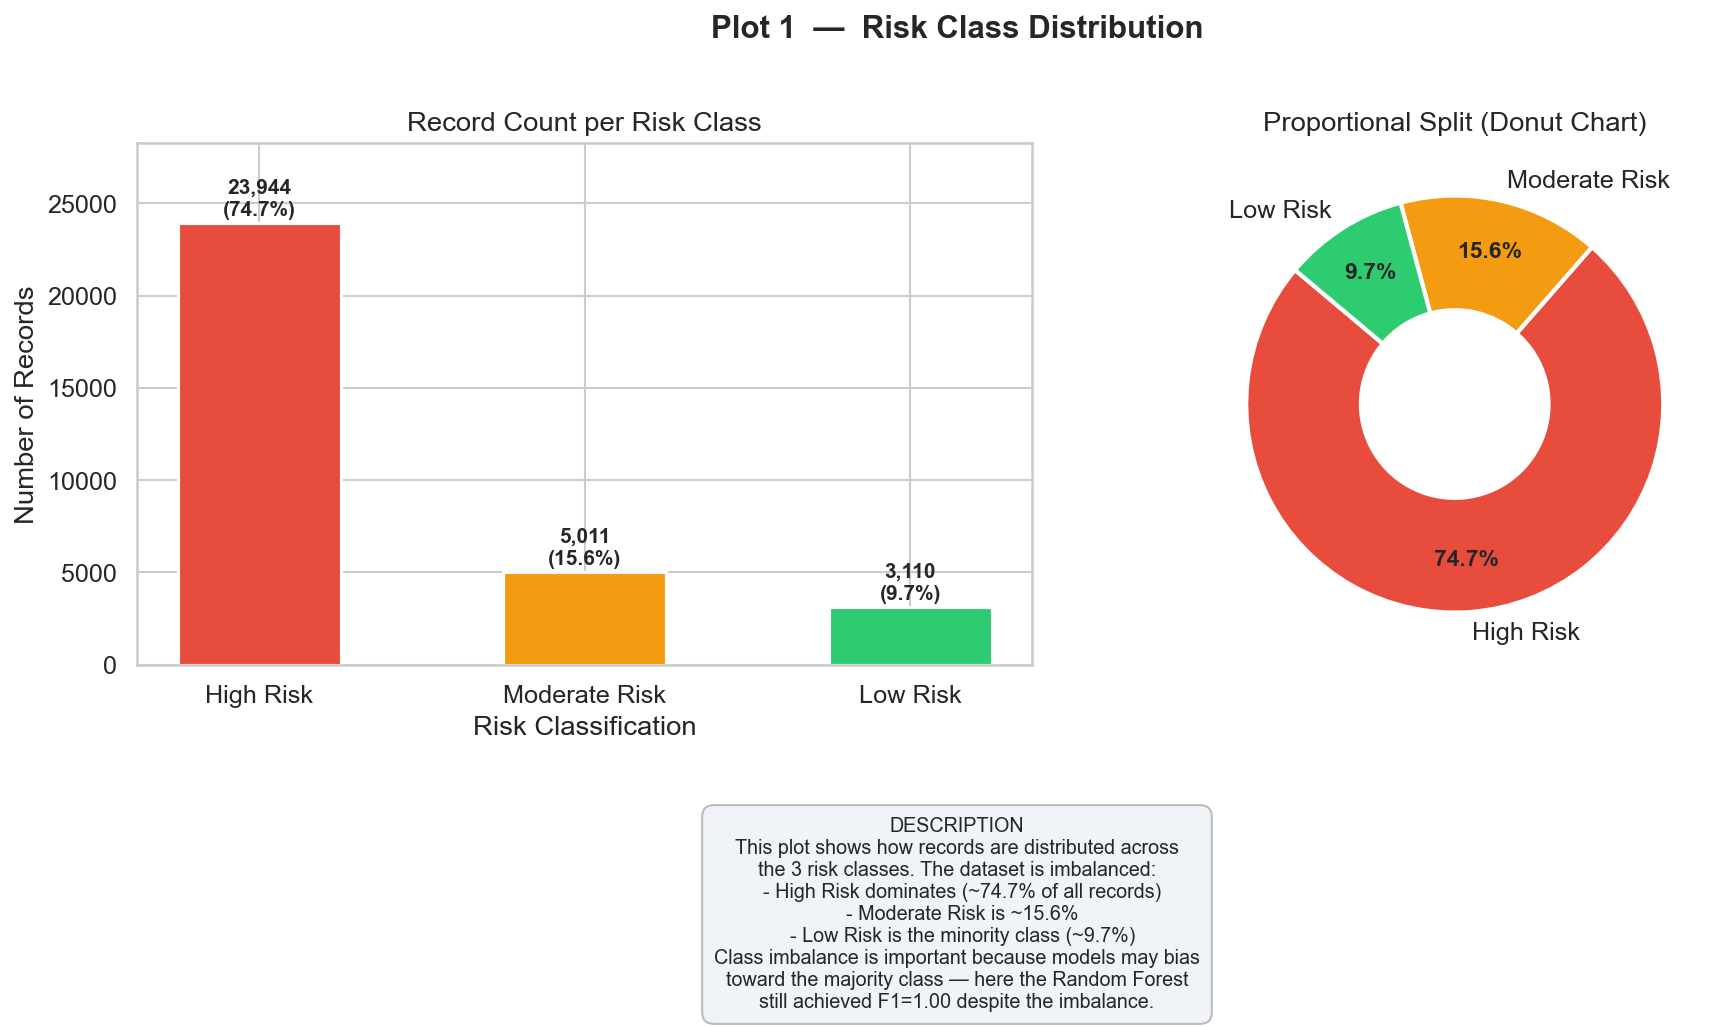 Plot 1  —  Risk Class Distribution
Record Count per Risk Class
Number of Records
25000
20000
15000
10000
5000
0
23,944
(74.7%)
5,011
(15.6%)
3,110
(9.7%)
High Risk
Moderate Risk
Low Risk
Risk Classification
Proportional Split (Donut Chart)
Moderate Risk
Low Risk
15.6%
9.7%
74.7%
High Risk
DESCRIPTION
This plot shows how records are distributed across
the 3 risk classes. The dataset is imbalanced:
- High Risk dominates (~74.7% of all records)
- Moderate Risk is ~15.6%
- Low Risk is the minority class (~9.7%)
Class imbalance is important because models may bias
toward the majority class — here the Random Forest
still achieved F1=1.00 despite the imbalance.